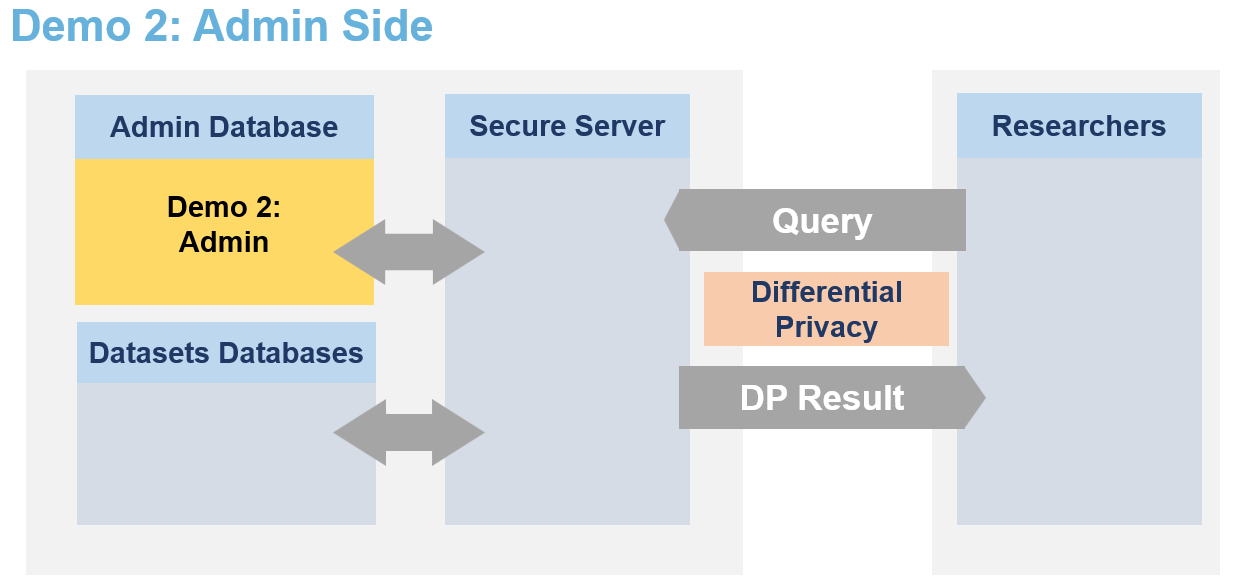 Demo 2: Admin Side
Admin Database
Secure Server
Researchers
Demo 2:
Admin
Query
Differential
Privacy
Datasets Databases
DP Result